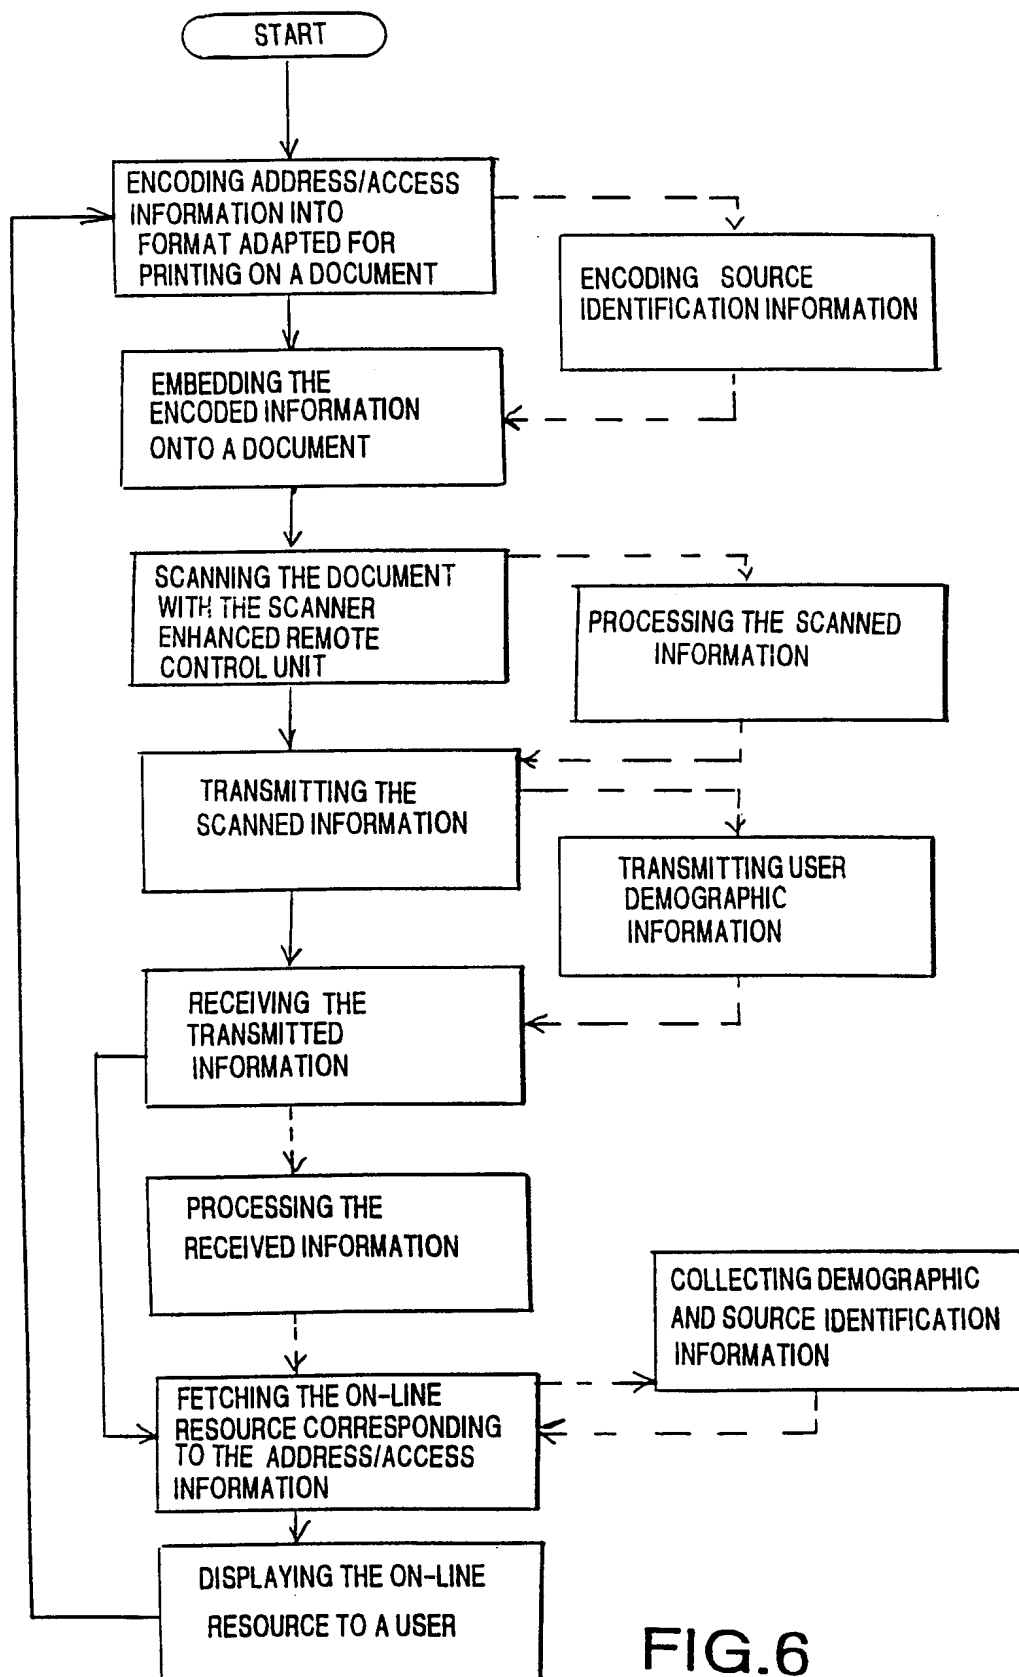 START
ENCODING ADDRESS/ACCESS
INFORMATION INTO
FORMAT ADAPTED FOR
PRINTING ON A DOCUMENT
ENCODING SOURCE
IDENTIFICATION INFORMATION
EMBEDDING THE
ENCODED INFORMATION
ONTO A DOCUMENT
SCANNING THE DOCUMENT
WITH THE SCANNER
ENHANCED REMOTE
CONTROL UNIT
PROCESSING THE SCANNED
INFORMATION
TRANSMITTING THE
SCANNED INFORMATION
TRANSMITTING USER
DEMOGRAPHIC
INFORMATION
RECEIVING THE
TRANSMITTED
INFORMATION
PROCESSING THE
RECEIVED INFORMATION
COLLECTING DEMOGRAPHIC
AND SOURCE IDENTIFICATION
INFORMATION
FETCHING THE ON-LINE
RESOURCE CORRESPONDING
TO THE ADDRESS/ACCESS
INFORMATION
DISPLAYING THE ON-LINE
RESOURCE TO A USER
FIG.6